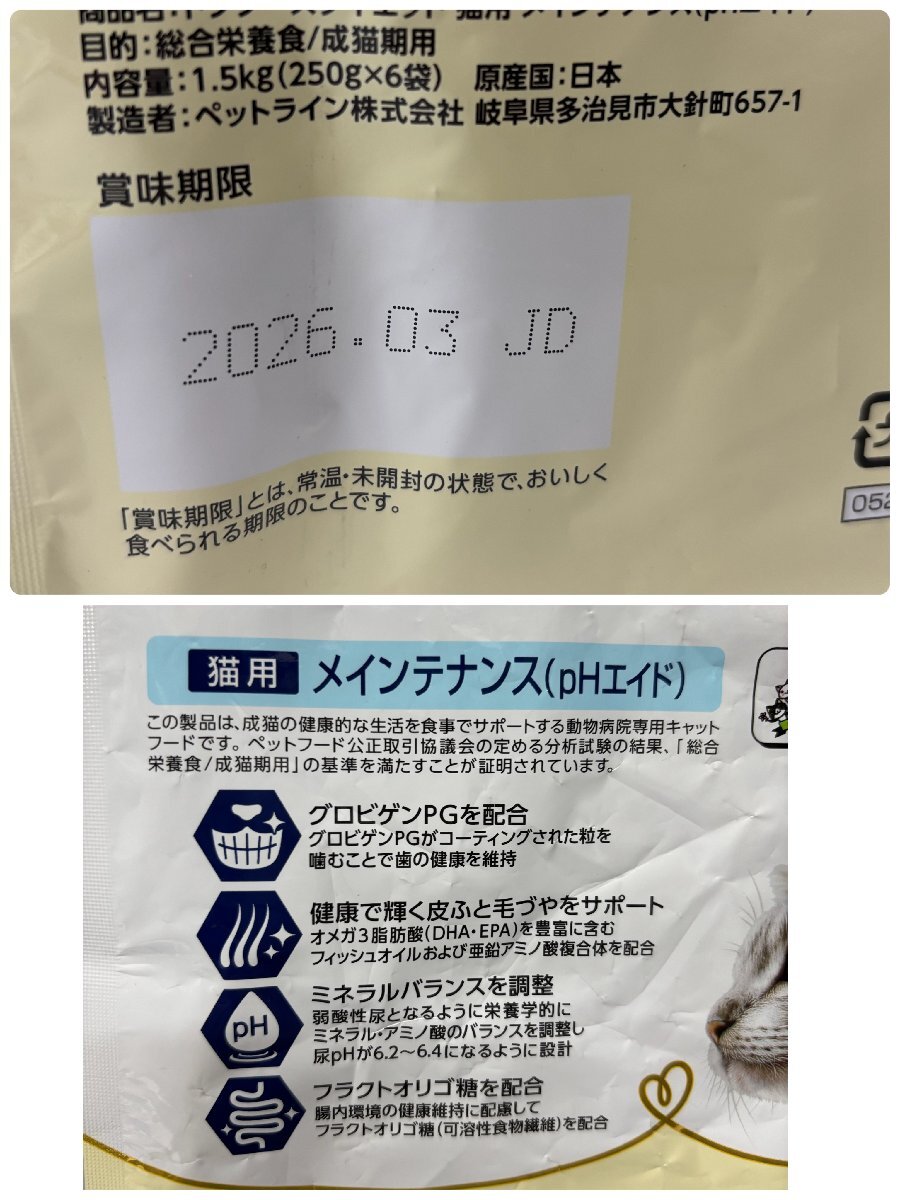 目的：総合栄養食/成猫期用
内容量：1.5kg(250g×6袋) 原産国：日本
製造者：ペットライン株式会社 岐阜県多治見市大針町657-1
賞味期限
2026.03 JD
「賞味期限」とは、常温・未開封の状態で、おいしく
食べられる期限のことです。
052
猫用 メインテナンス(pHエイド)
この製品は、成猫の健康的な生活を食事でサポートする動物病院専用キャット
フードです。ペットフード公正取引協議会の定める分析試験の結果、「総合
栄養食/成猫期用」の基準を満たすことが証明されています。
グロビゲンPGを配合
グロビゲンPGがコーティングされた粒を
噛むことで歯の健康を維持
健康で輝く皮ふと毛づやをサポート
オメガ3脂肪酸(DHA・EPA)を豊富に含む
フィッシュオイルおよび亜鉛アミノ酸複合体を配合
pH
ミネラルバランスを調整
弱酸性尿となるように栄養学的に
ミネラル・アミノ酸のバランスを調整し
尿pHが6.2〜6.4になるように設計
フラクトオリゴ糖を配合
腸内環境の健康維持に配慮して
フラクトオリゴ糖(可溶性食物繊維)を配合